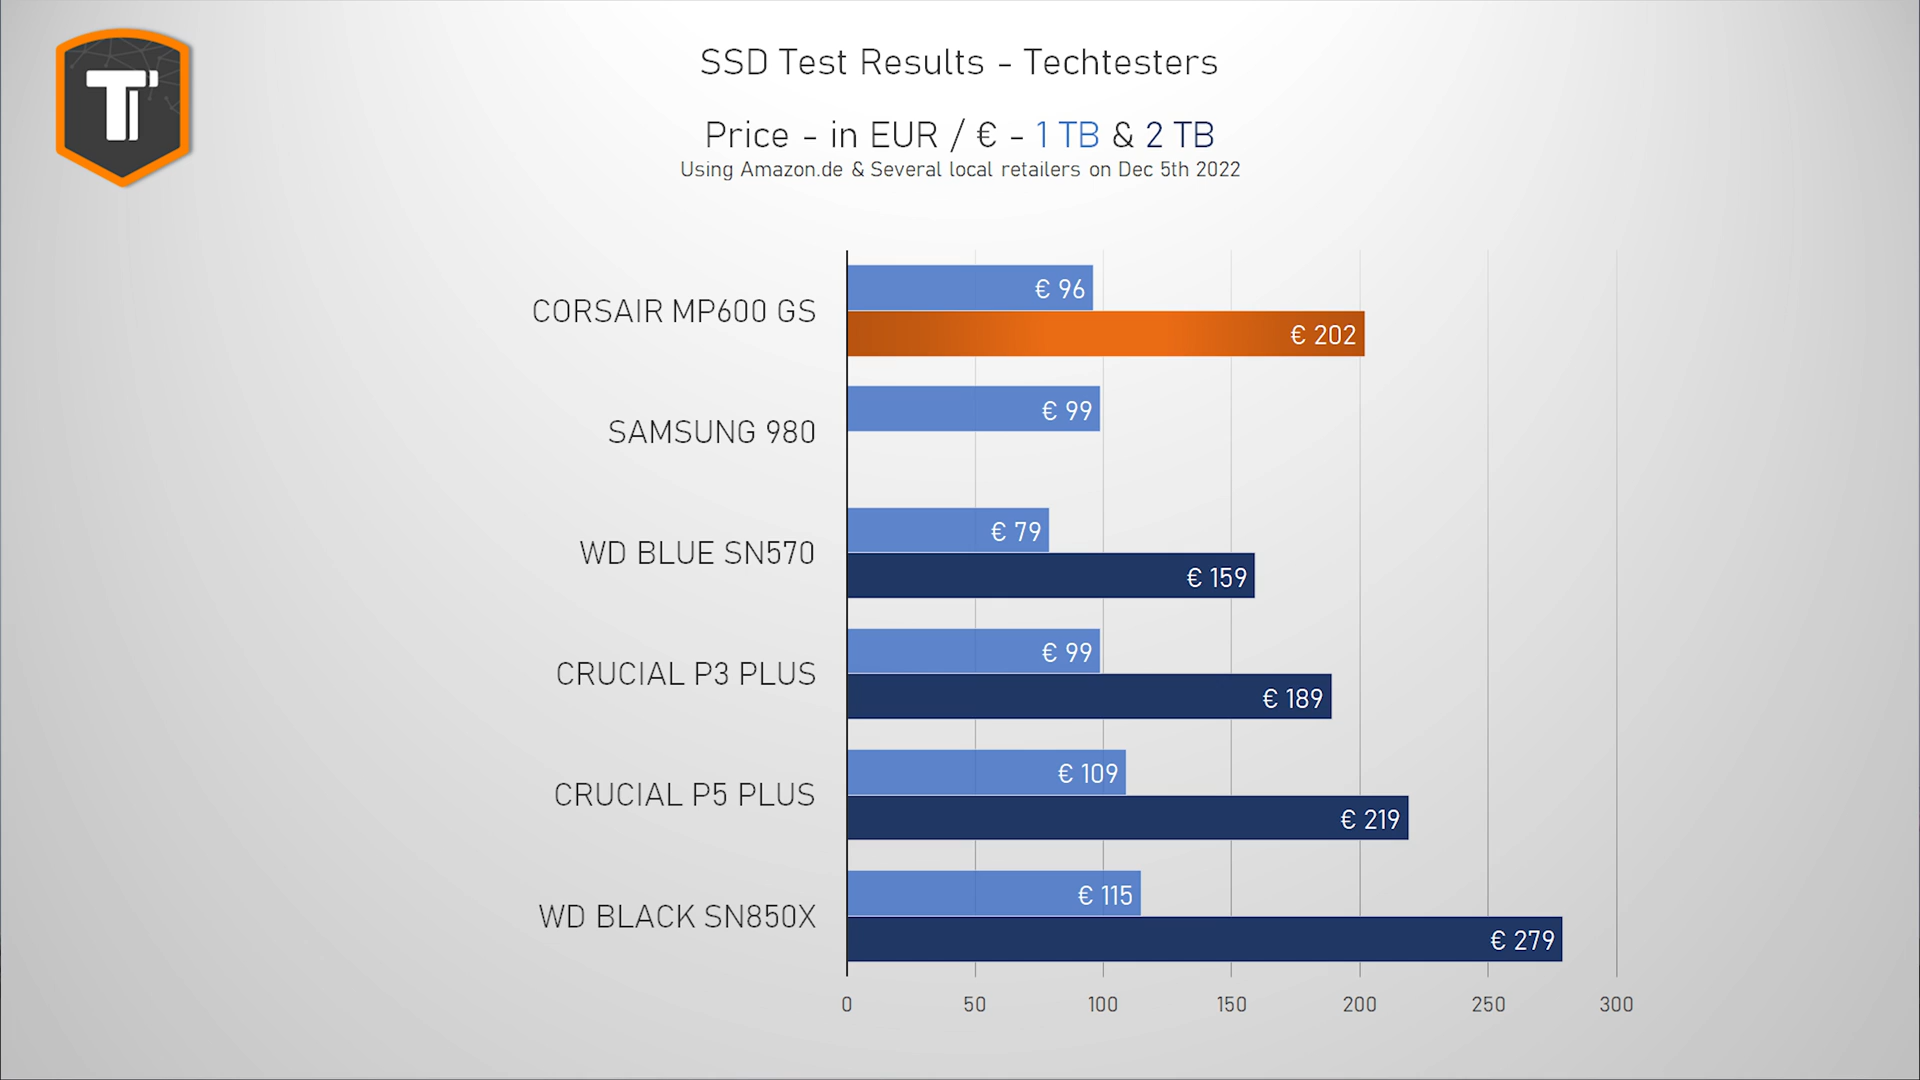 SSD Test Results - Techtesters
Price - in EUR / € - 1 TB & 2 TB
Using Amazon.de & Several local retailers on Dec 5th 2022
CORSAIR MP600 GS
€ 96
€ 202
SAMSUNG 980
€ 99
WD BLUE SN570
€ 79
€ 159
CRUCIAL P3 PLUS
€ 99
€ 189
CRUCIAL P5 PLUS
€ 109
€ 219
WD BLACK SN850X
€ 115
€ 279
0 50 100 150 200 250 300